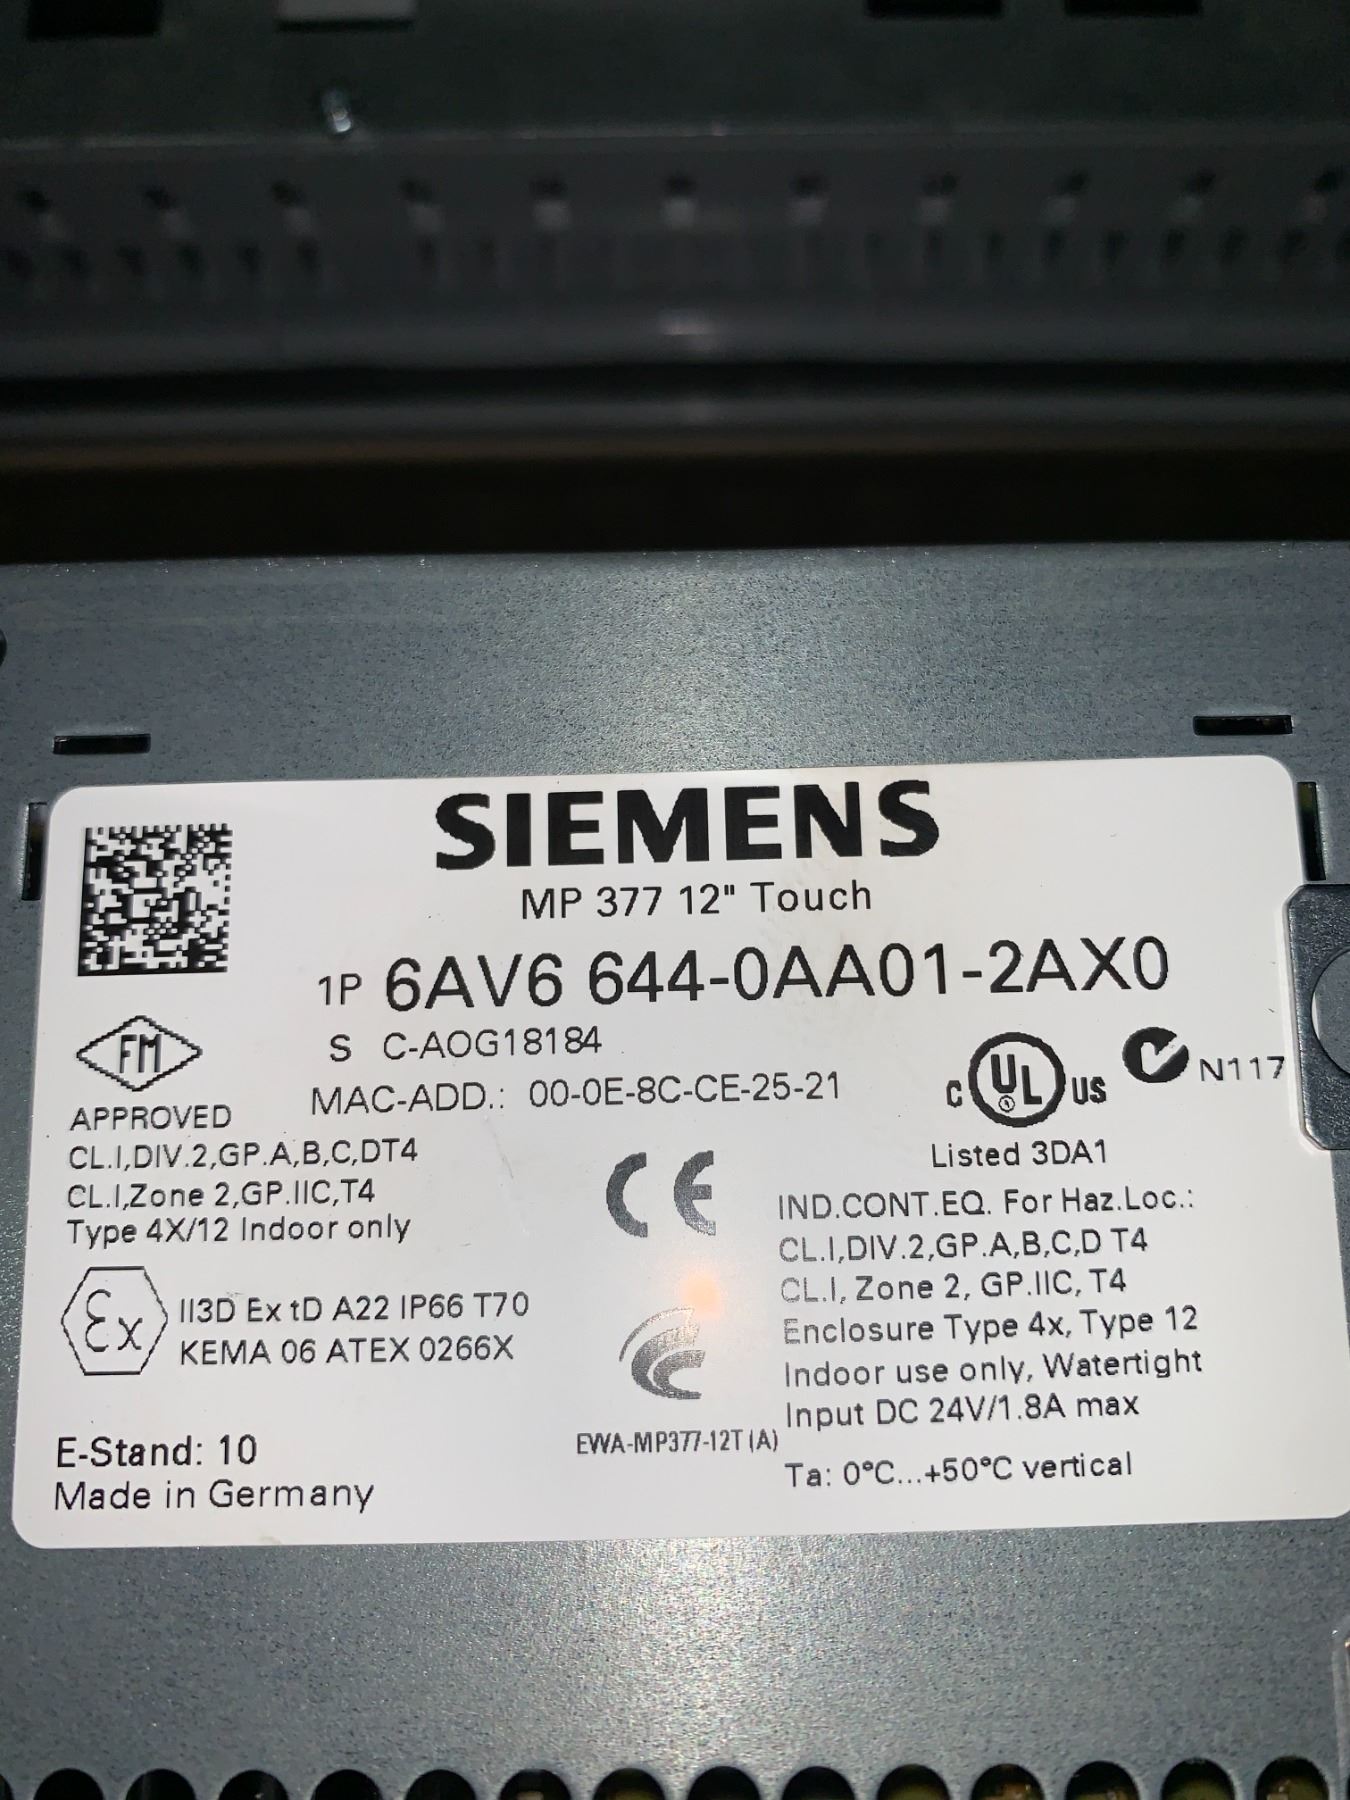 SIEMENS
MP 377 12" Touch
1P 6AV6 644-0AA01-2AX0
S C-AOG18184
MAC-ADD.: 00-0E-8C-CE-25-21
FM
APPROVED
CL.I,DIV.2,GP.A,B,C,DT4
CL.I,Zone 2,GP.IIC,T4
Type 4X/12 Indoor only
Ex
II3D Ex tD A22 IP66 T70
KEMA 06 ATEX 0266X
E-Stand: 10
Made in Germany
CE
EWA-MP377-12T (A)
C UL US
N117
Listed 3DA1
IND.CONT.EQ. For Haz.Loc.:
CL.I,DIV.2,GP.A,B,C,D T4
CL.I, Zone 2, GP.IIC, T4
Enclosure Type 4x, Type 12
Indoor use only, Watertight
Input DC 24V/1.8A max
Ta: 0°C...+50°C vertical